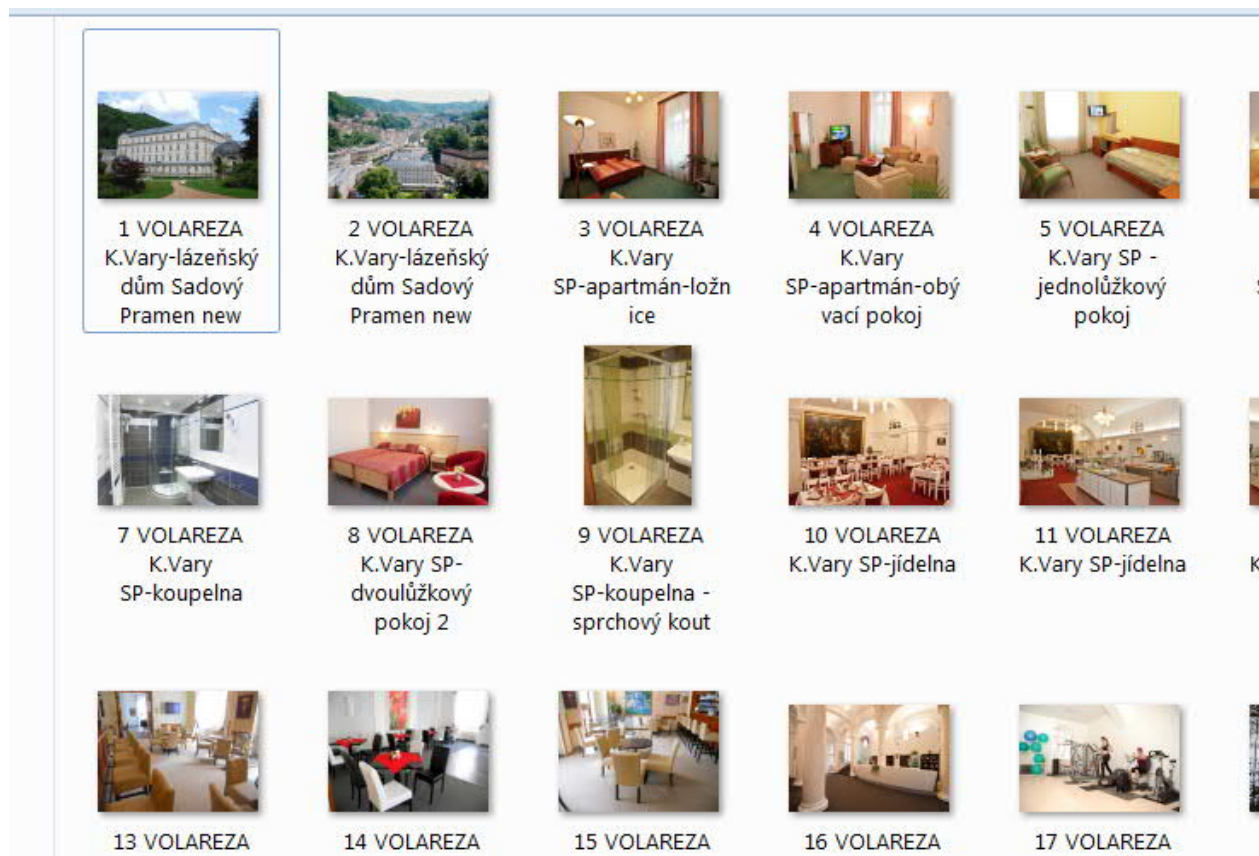 1 VOLAREZA
K.Vary-lázeňský
dům Sadový
Pramen new
2 VOLAREZA
K.Vary-lázeňský
dům Sadový
Pramen new
3 VOLAREZA
K.Vary
SP-apartmán-ložn
ice
4 VOLAREZA
K.Vary
SP-apartmán-obý
vací pokoj
5 VOLAREZA
K.Vary SP -
jednolůžkový
pokoj
7 VOLAREZA
K.Vary
SP-koupelna
8 VOLAREZA
K.Vary SP-
dvoulůžkový
pokoj 2
9 VOLAREZA
K.Vary
SP-koupelna -
sprchový kout
10 VOLAREZA
K.Vary SP-jídelna
11 VOLAREZA
K.Vary SP-jídelna
13 VOLAREZA
14 VOLAREZA
15 VOLAREZA
16 VOLAREZA
17 VOLAREZA